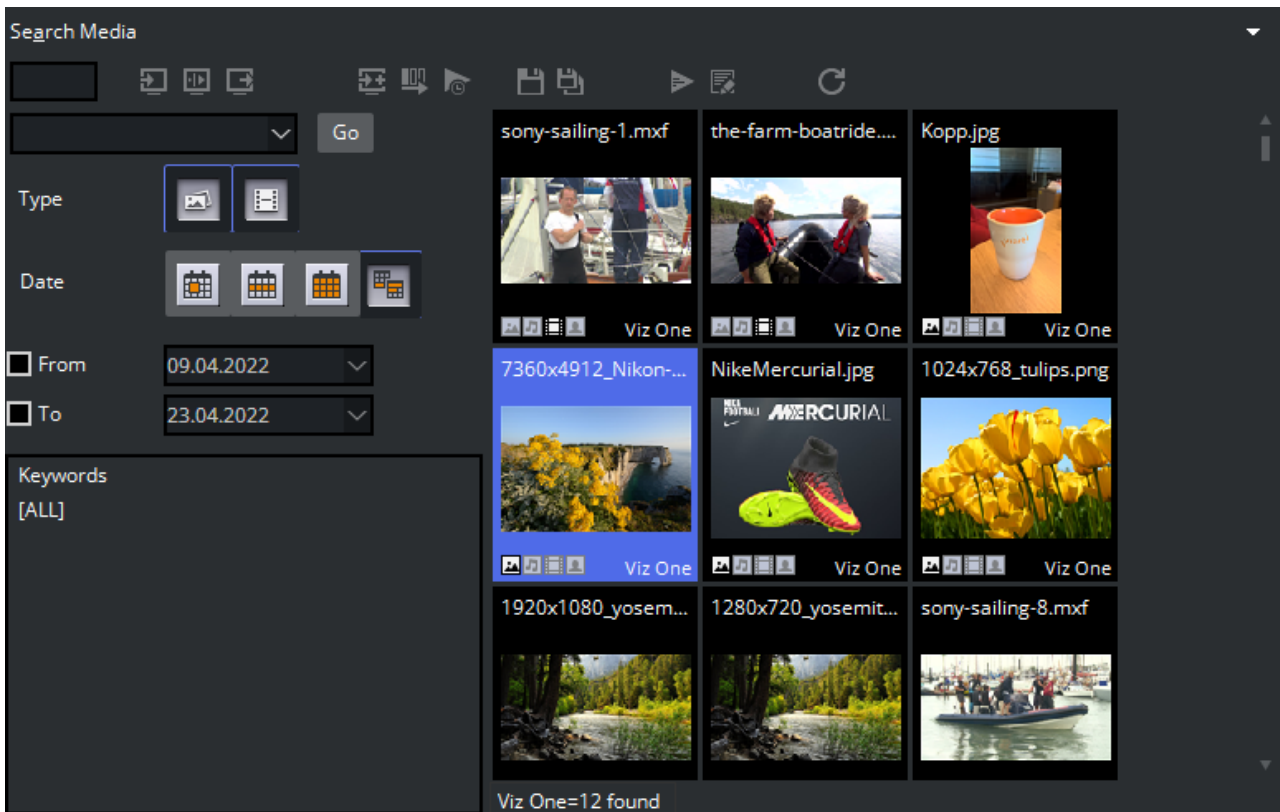 Search Media
Go
Type
Date
From
09.04.2022
To
23.04.2022
Keywords
[ALL]
sony-sailing-1.mxf
the-farm-boatride....
Kopp.jpg
Viz One
Viz One
Viz One
7360x4912_Nikon-...
NikeMercurial.jpg
1024x768_tulips.png
NIKE
FOOTBALL
MERCURIAL
Viz One
Viz One
Viz One
1920x1080_yosem...
1280x720_yosemit...
sony-sailing-8.mxf
Viz One=12 found